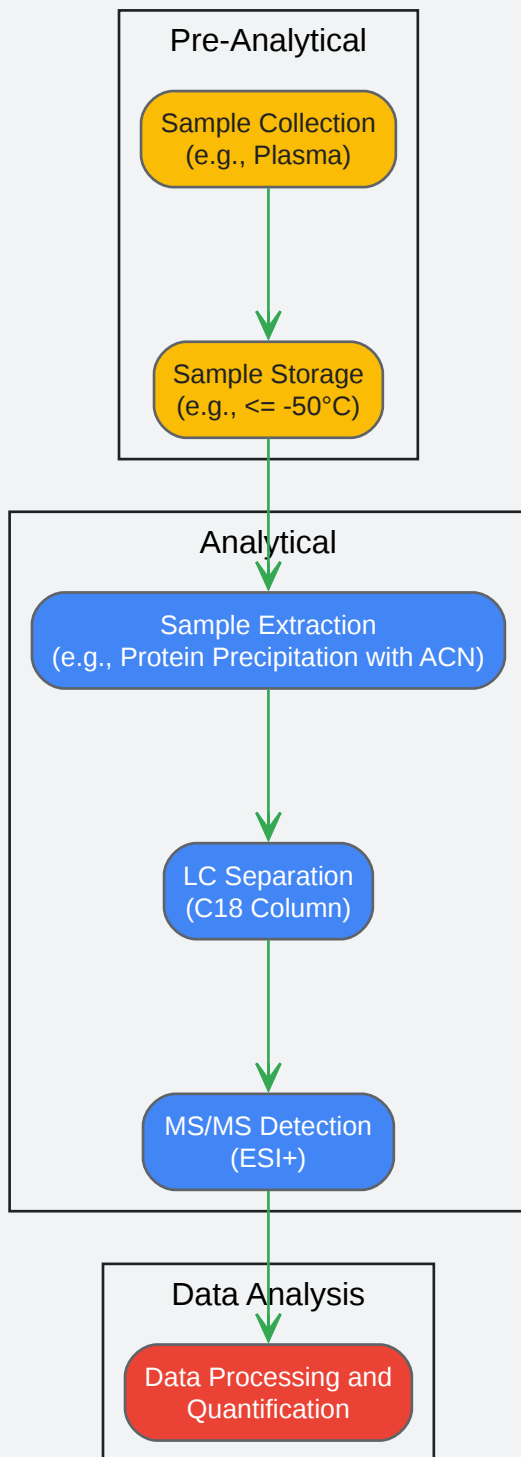 Pre-Analytical
Sample Collection
(e.g., Plasma)
Sample Storage
(e.g., <= -50°C)
Analytical
Sample Extraction
(e.g., Protein Precipitation with ACN)
LC Separation
(C18 Column)
MS/MS Detection
(ESI+)
Data Analysis
Data Processing and
Quantification